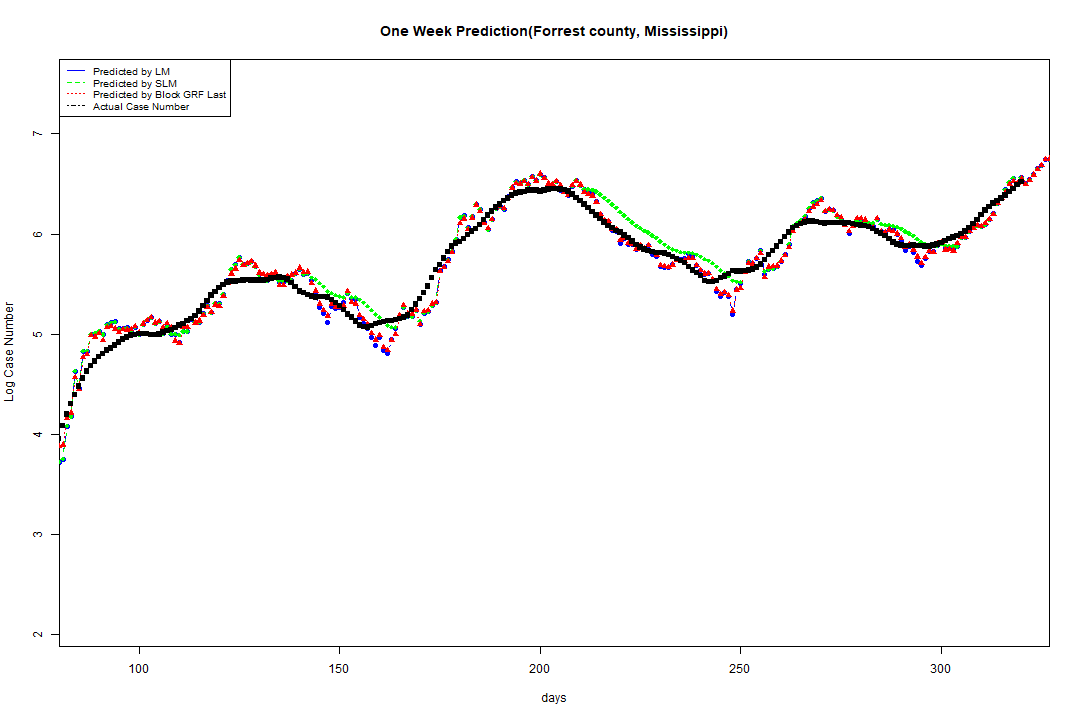 One Week Prediction(Forrest county, Mississippi)
Predicted by LM
Predicted by SLM
Predicted by Block GRF Last
Actual Case Number
7
6
5
4
3
2
Log Case Number
100 150 200 250 300
days